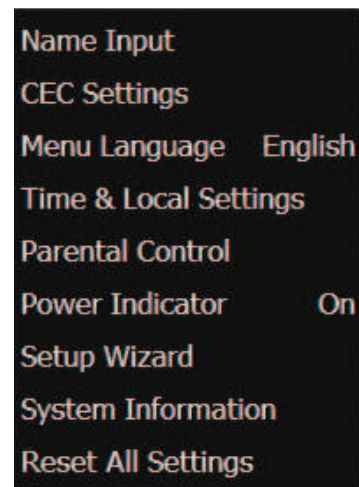 Name Input
CEC Settings
Menu Language English
Time & Local Settings
Parental Control
Power Indicator On
Setup Wizard
System Information
Reset All Settings